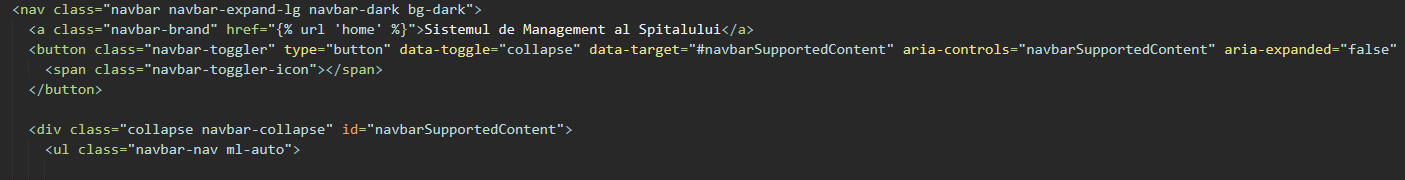 <nav class="navbar navbar-expand-lg navbar-dark bg-dark">
<a class="navbar-brand" href="{% url 'home' %}">Sistemul de Management al Spitalului</a>
<button class="navbar-toggler" type="button" data-toggle="collapse" data-target="#navbarSupportedContent" aria-controls="navbarSupportedContent" aria-expanded="false"
<span class="navbar-toggler-icon"></span>
</button>
<div class="collapse navbar-collapse" id="navbarSupportedContent">
<ul class="navbar-nav ml-auto">